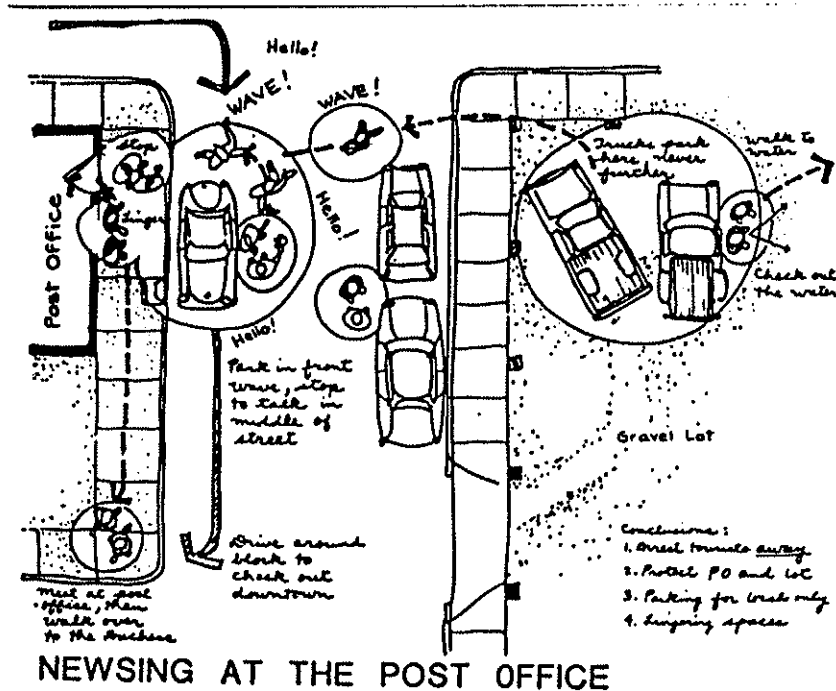 Hello!
WAVE!
WAVE!
Stop
Linger
Post Office
Hello!
Hello!
Trucks park
here, never
further
Walk to
water
Check out
the water
Park in front
wave, stop
to talk in
middle of
street
Gravel Lot
Drive around
block to
check out
downtown
Meet at post
office, then
walk over
to the Duchess
Conclusions:
1. tourists away
2. Protect PO and lot
3. Parking for only
4. Lingering spaces
NEWSING AT THE POST OFFICE